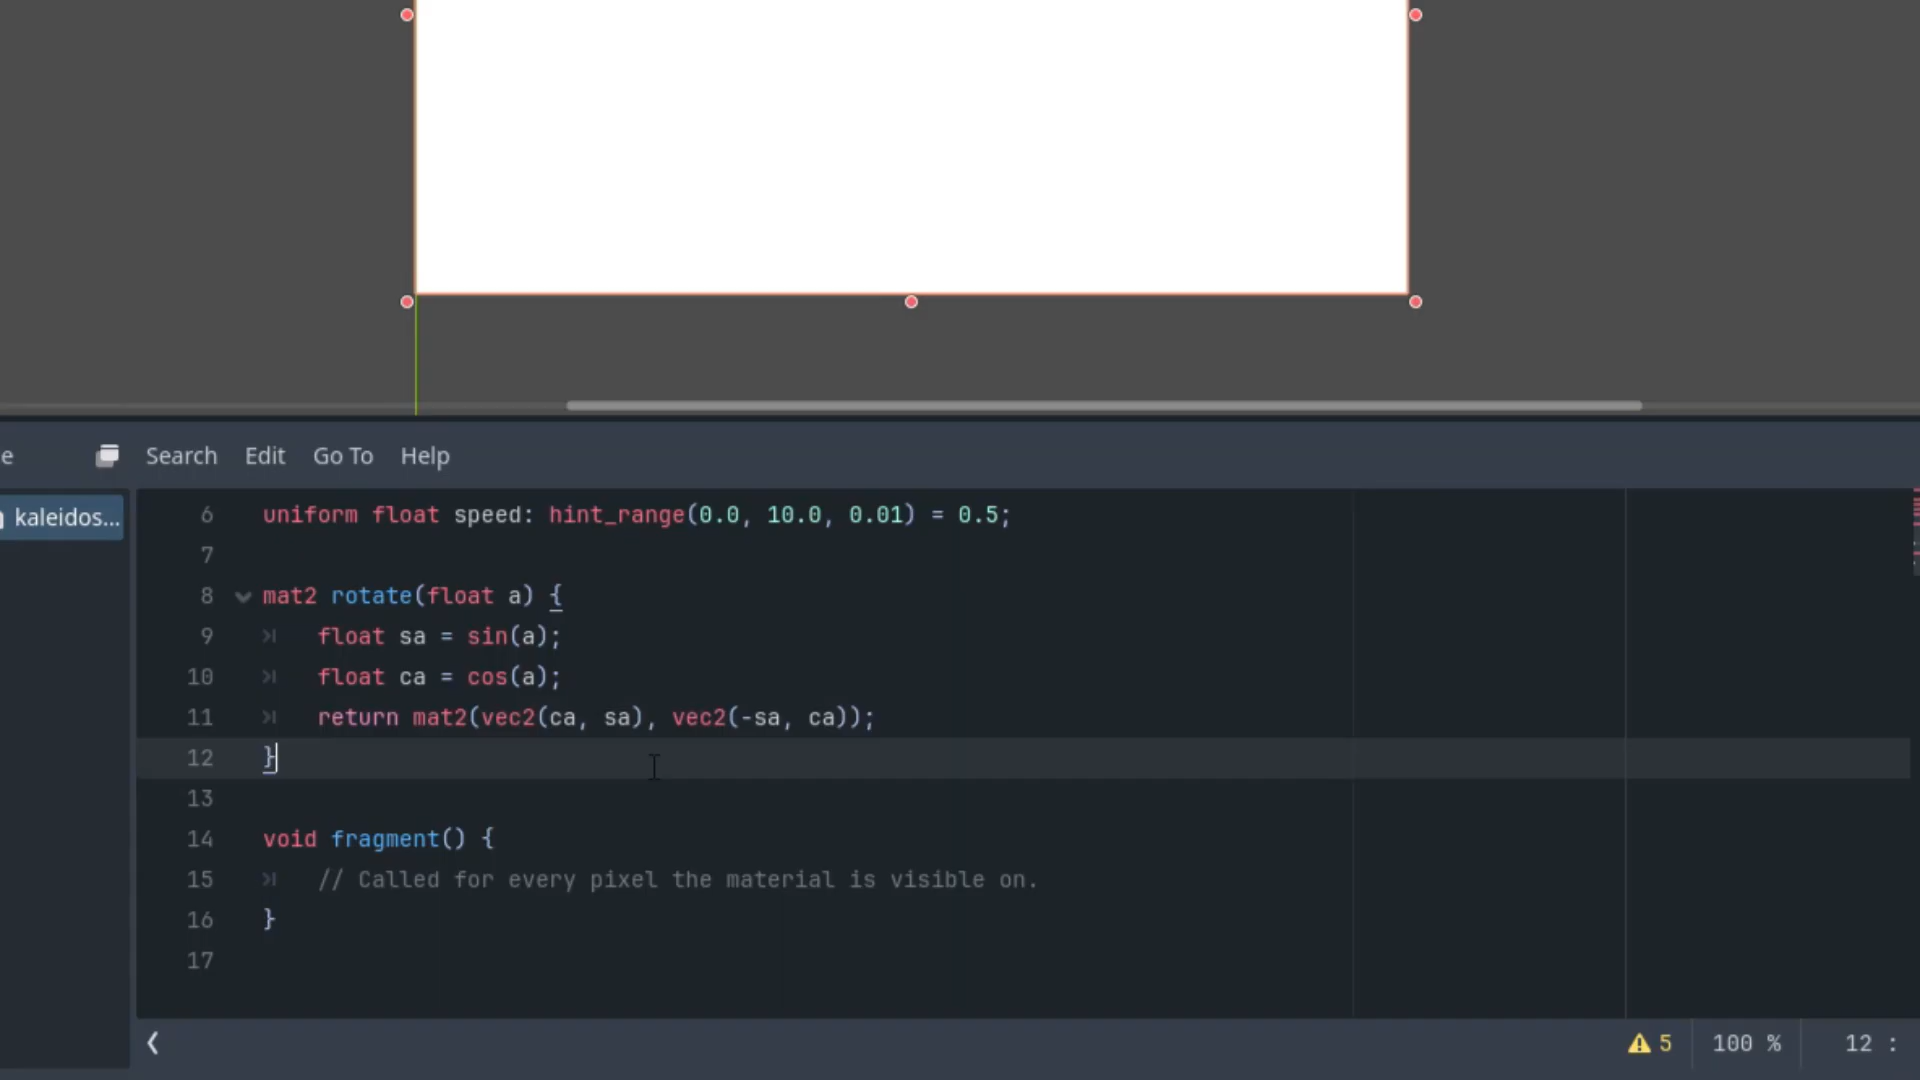 e Search Edit Go To Help
kaleidos...
6 uniform float speed: hint_range(0.0, 10.0, 0.01) = 0.5;
7
8 mat2 rotate(float a) {
9 float sa = sin(a);
10 float ca = cos(a);
11 return mat2(vec2(ca, sa), vec2(-sa, ca));
12 }
13
14 void fragment() {
15 // Called for every pixel the material is visible on.
16 }
17
5 100 % 12 :